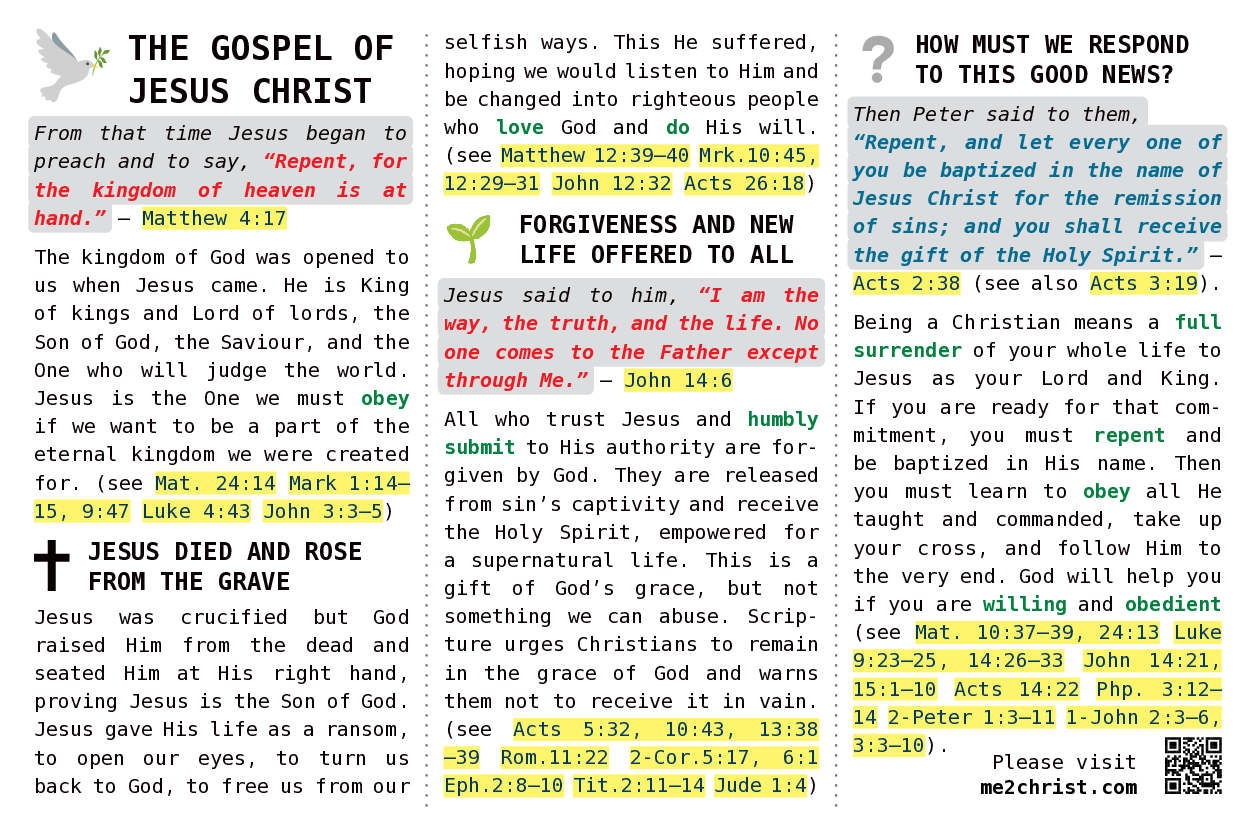 THE GOSPEL OF
JESUS CHRIST
From that time Jesus began to
preach and to say, “Repent, for
the kingdom of heaven is at
hand.” — Matthew 4:17
The kingdom of God was opened to
us when Jesus came. He is King
of kings and Lord of lords, the
Son of God, the Saviour, and the
One who will judge the world.
Jesus is the One we must obey
if we want to be a part of the
eternal kingdom we were created
for. (see Mat. 24:14 Mark 1:14–
15, 9:47 Luke 4:43 John 3:3–5)
JESUS DIED AND ROSE
FROM THE GRAVE
Jesus was crucified but God
raised Him from the dead and
seated Him at His right hand,
proving Jesus is the Son of God.
Jesus gave His life as a ransom,
to open our eyes, to turn us
back to God, to free us from our
selfish ways. This He suffered,
hoping we would listen to Him and
be changed into righteous people
who love God and do His will.
(see Matthew 12:39–40 Mrk.10:45,
12:29–31 John 12:32 Acts 26:18)
FORGIVENESS AND NEW
LIFE OFFERED TO ALL
Jesus said to him, “I am the
way, the truth, and the life. No
one comes to the Father except
through Me.” — John 14:6
All who trust Jesus and humbly
submit to His authority are for-
given by God. They are released
from sin’s captivity and receive
the Holy Spirit, empowered for
a supernatural life. This is a
gift of God’s grace, but not
something we can abuse. Scrip-
ture urges Christians to remain
in the grace of God and warns
them not to receive it in vain.
(see Acts 5:32, 10:43, 13:38
–39 Rom.11:22 2-Cor.5:17, 6:1
Eph.2:8–10 Tit.2:11–14 Jude 1:4)
? HOW MUST WE RESPOND
TO THIS GOOD NEWS?
Then Peter said to them,
“Repent, and let every one of
you be baptized in the name of
Jesus Christ for the remission
of sins; and you shall receive
the gift of the Holy Spirit.” —
Acts 2:38 (see also Acts 3:19).
Being a Christian means a full
surrender of your whole life to
Jesus as your Lord and King.
If you are ready for that com-
mitment, you must repent and
be baptized in His name. Then
you must learn to obey all He
taught and commanded, take up
your cross, and follow Him to
the very end. God will help you
if you are willing and obedient
(see Mat. 10:37–39, 24:13 Luke
9:23–25, 14:26–33 John 14:21,
15:1–10 Acts 14:22 Php. 3:12–
14 2-Peter 1:3–11 1-John 2:3–6,
3:3–10).
Please visit
me2christ.com